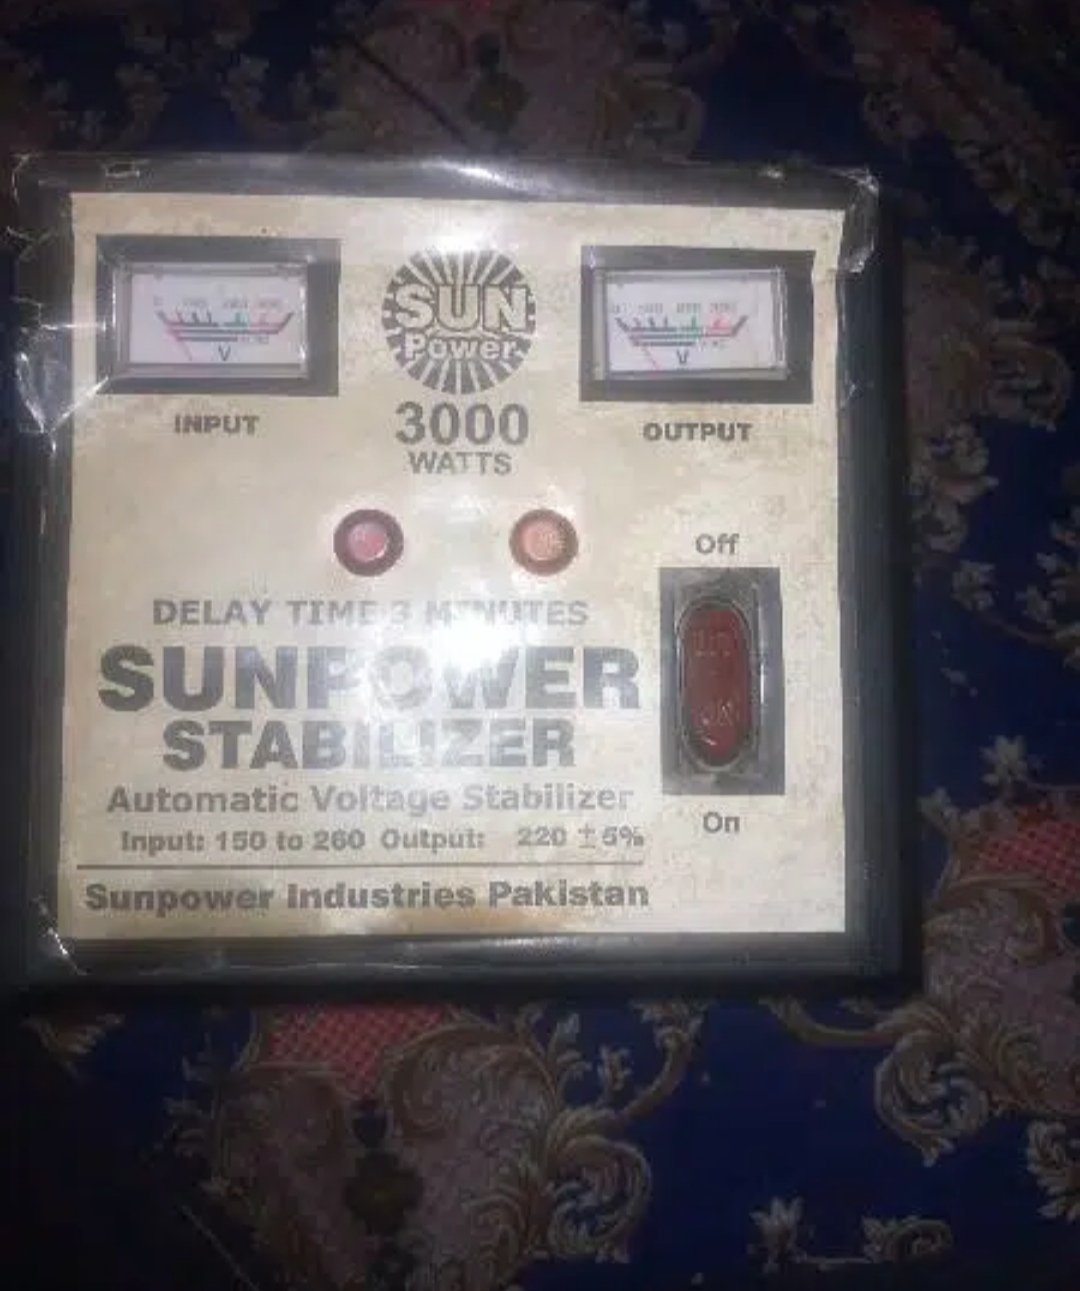 SUN
Power
3000
WATTS
INPUT
OUTPUT
V
V
Off
DELAY TIME 3 MINUTES
SUNPOWER
STABILIZER
Automatic Voltage Stabilizer
Input: 150 to 260 Output: 220 ± 5%
On
Sunpower Industries Pakistan